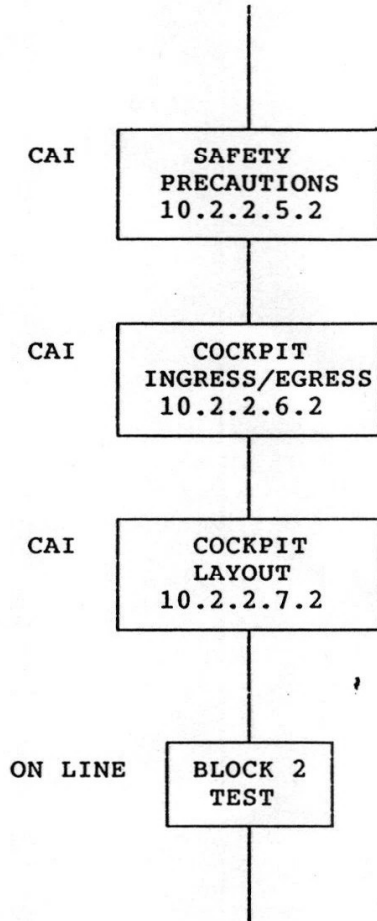 CAI SAFETY
PRECAUTIONS
10.2.2.5.2
CAI COCKPIT
INGRESS/EGRESS
10.2.2.6.2
CAI COCKPIT
LAYOUT
10.2.2.7.2
ON LINE BLOCK 2
TEST